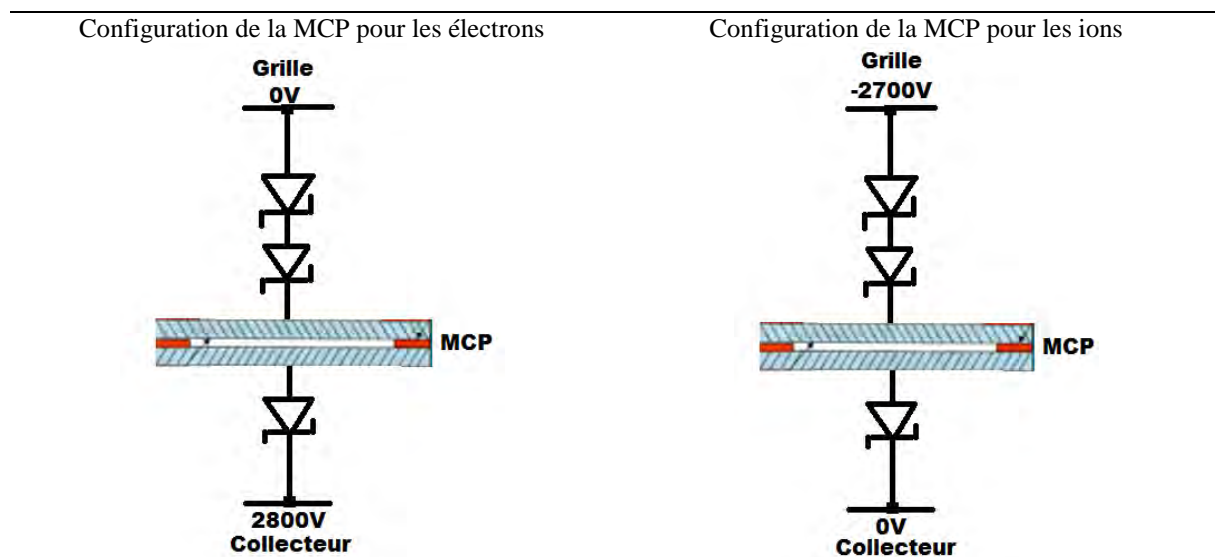 Configuration de la MCP pour les électrons
Grille
0V
MCP
2800V
Collecteur
Configuration de la MCP pour les ions
Grille
-2700V
MCP
0V
Collecteur